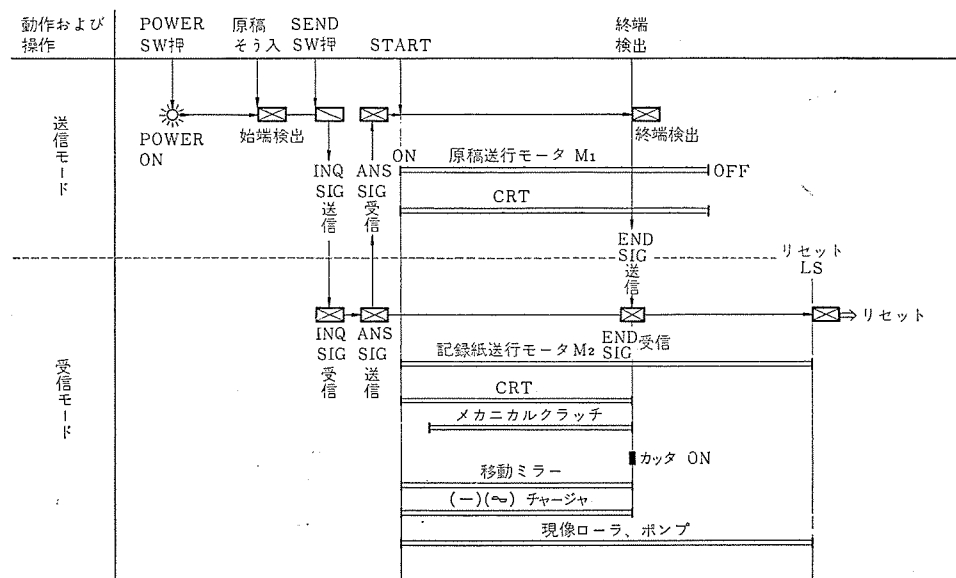 動作および POWER 原稿 SEND 終端
操作 SW押 そう入 SW押 START 検出
送信モード
POWER
ON
始端検出
終端検出
ON 原稿送行モータ M1 OFF
INQ ANS
SIG SIG
送信 受信
CRT
END
SIG
送信
リセット
LS
リセット
受信モード
INQ ANS
SIG SIG
受信 送信
END
SIG 受信
記録紙送行モータ M2
CRT
メカニカルクラッチ
カッタ ON
移動ミラー
(−)(∾) チャージャ
現像ローラ、ポンプ